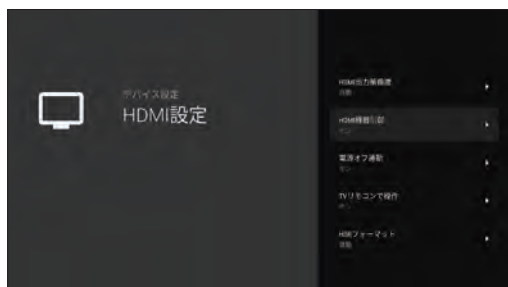 デバイス設定
HDMI設定
HDMI出力解像度
自動
HDMI機器制御
オン
電源オフ連動
オン
TVリモコンで操作
オン
HDRフォーマット
自動